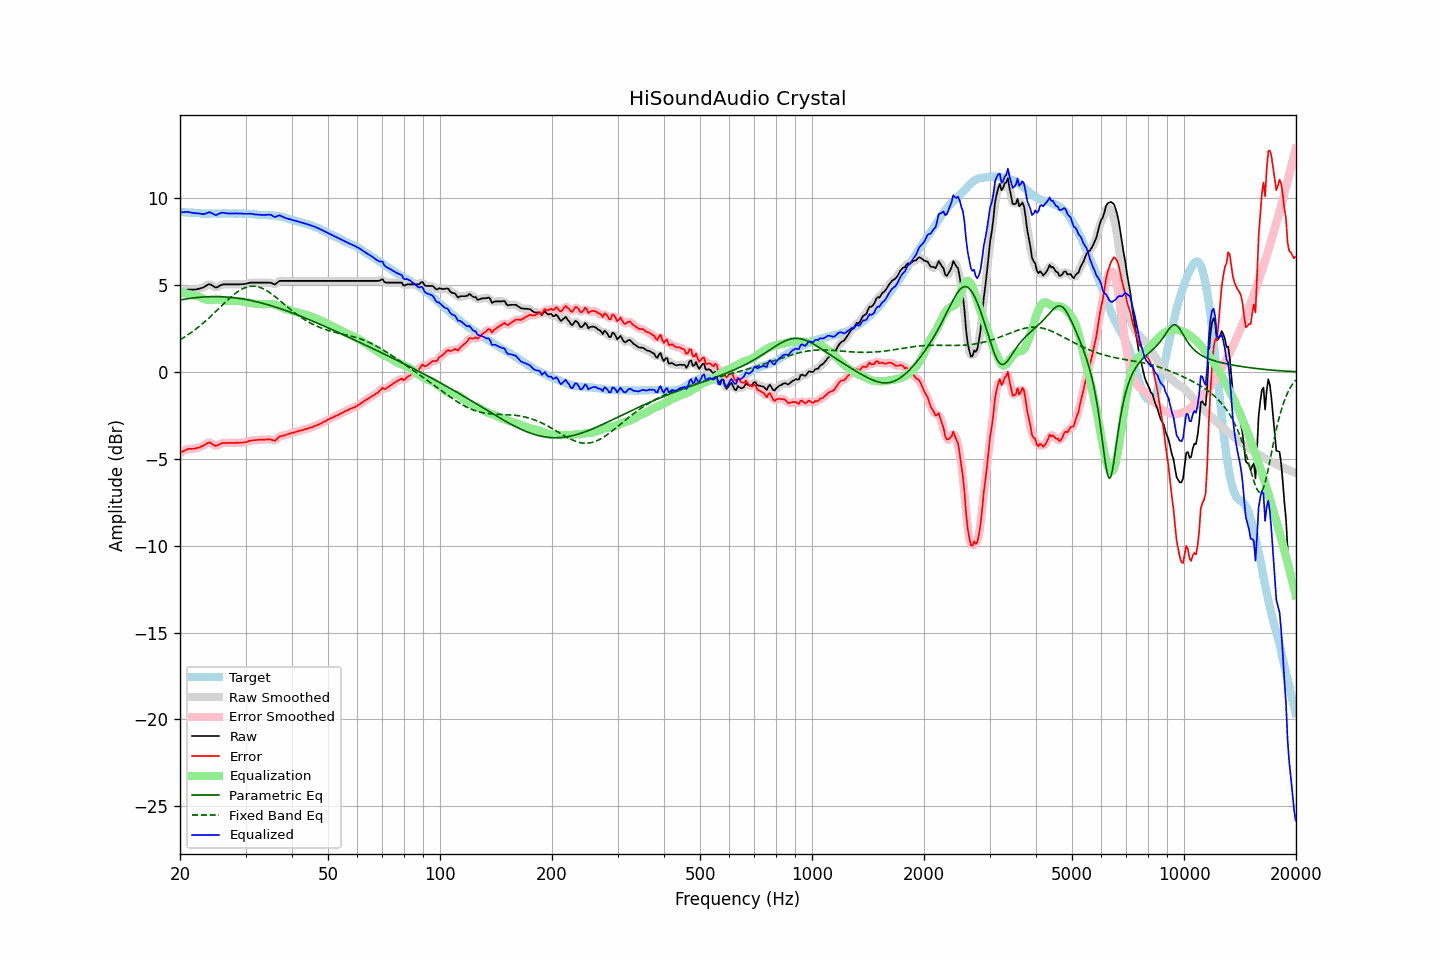 HiSoundAudio Crystal
Amplitude (dBr)
10
5
0
−5
−10
−15
−20
−25
Target
Raw Smoothed
Error Smoothed
Raw
Error
Equalization
Parametric Eq
Fixed Band Eq
Equalized
20 50 100 200 500 1000 2000 5000 10000 20000
Frequency (Hz)